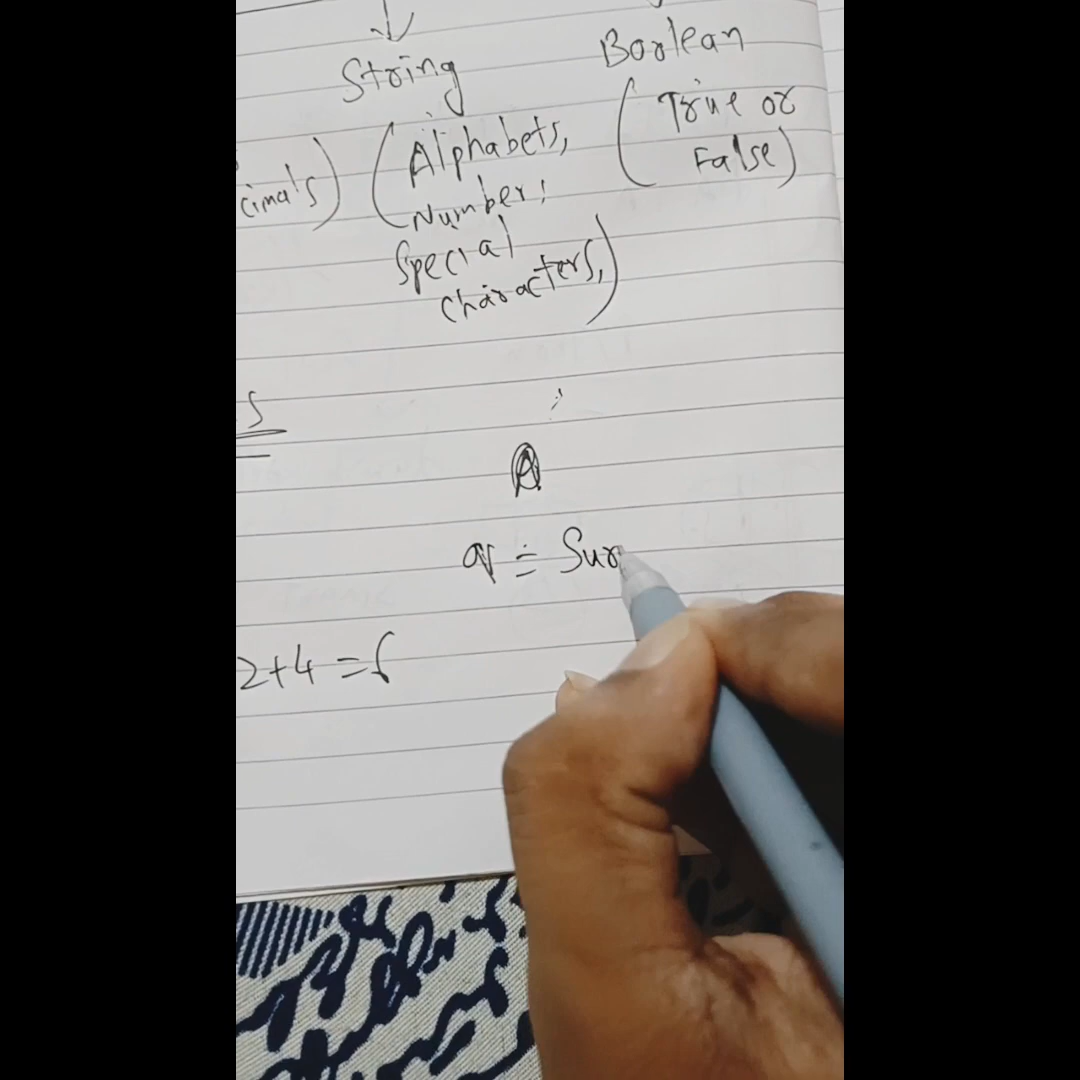 String
Boolean
(Alphabets,
Number,
Special
characters,)
(True or
False)
cimals)
s
A
a = Sur
2+4 = 6